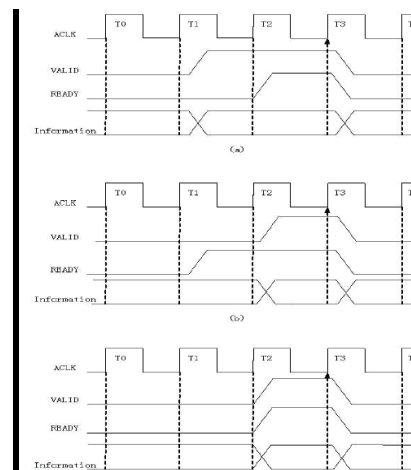 T0 T1 T2 T3 T
ACLK
VALID
READY
Information
(a)
T0 T1 T2 T3 T
ACLK
VALID
READY
Information
(b)
T0 T1 T2 T3 T
ACLK
VALID
READY
Information